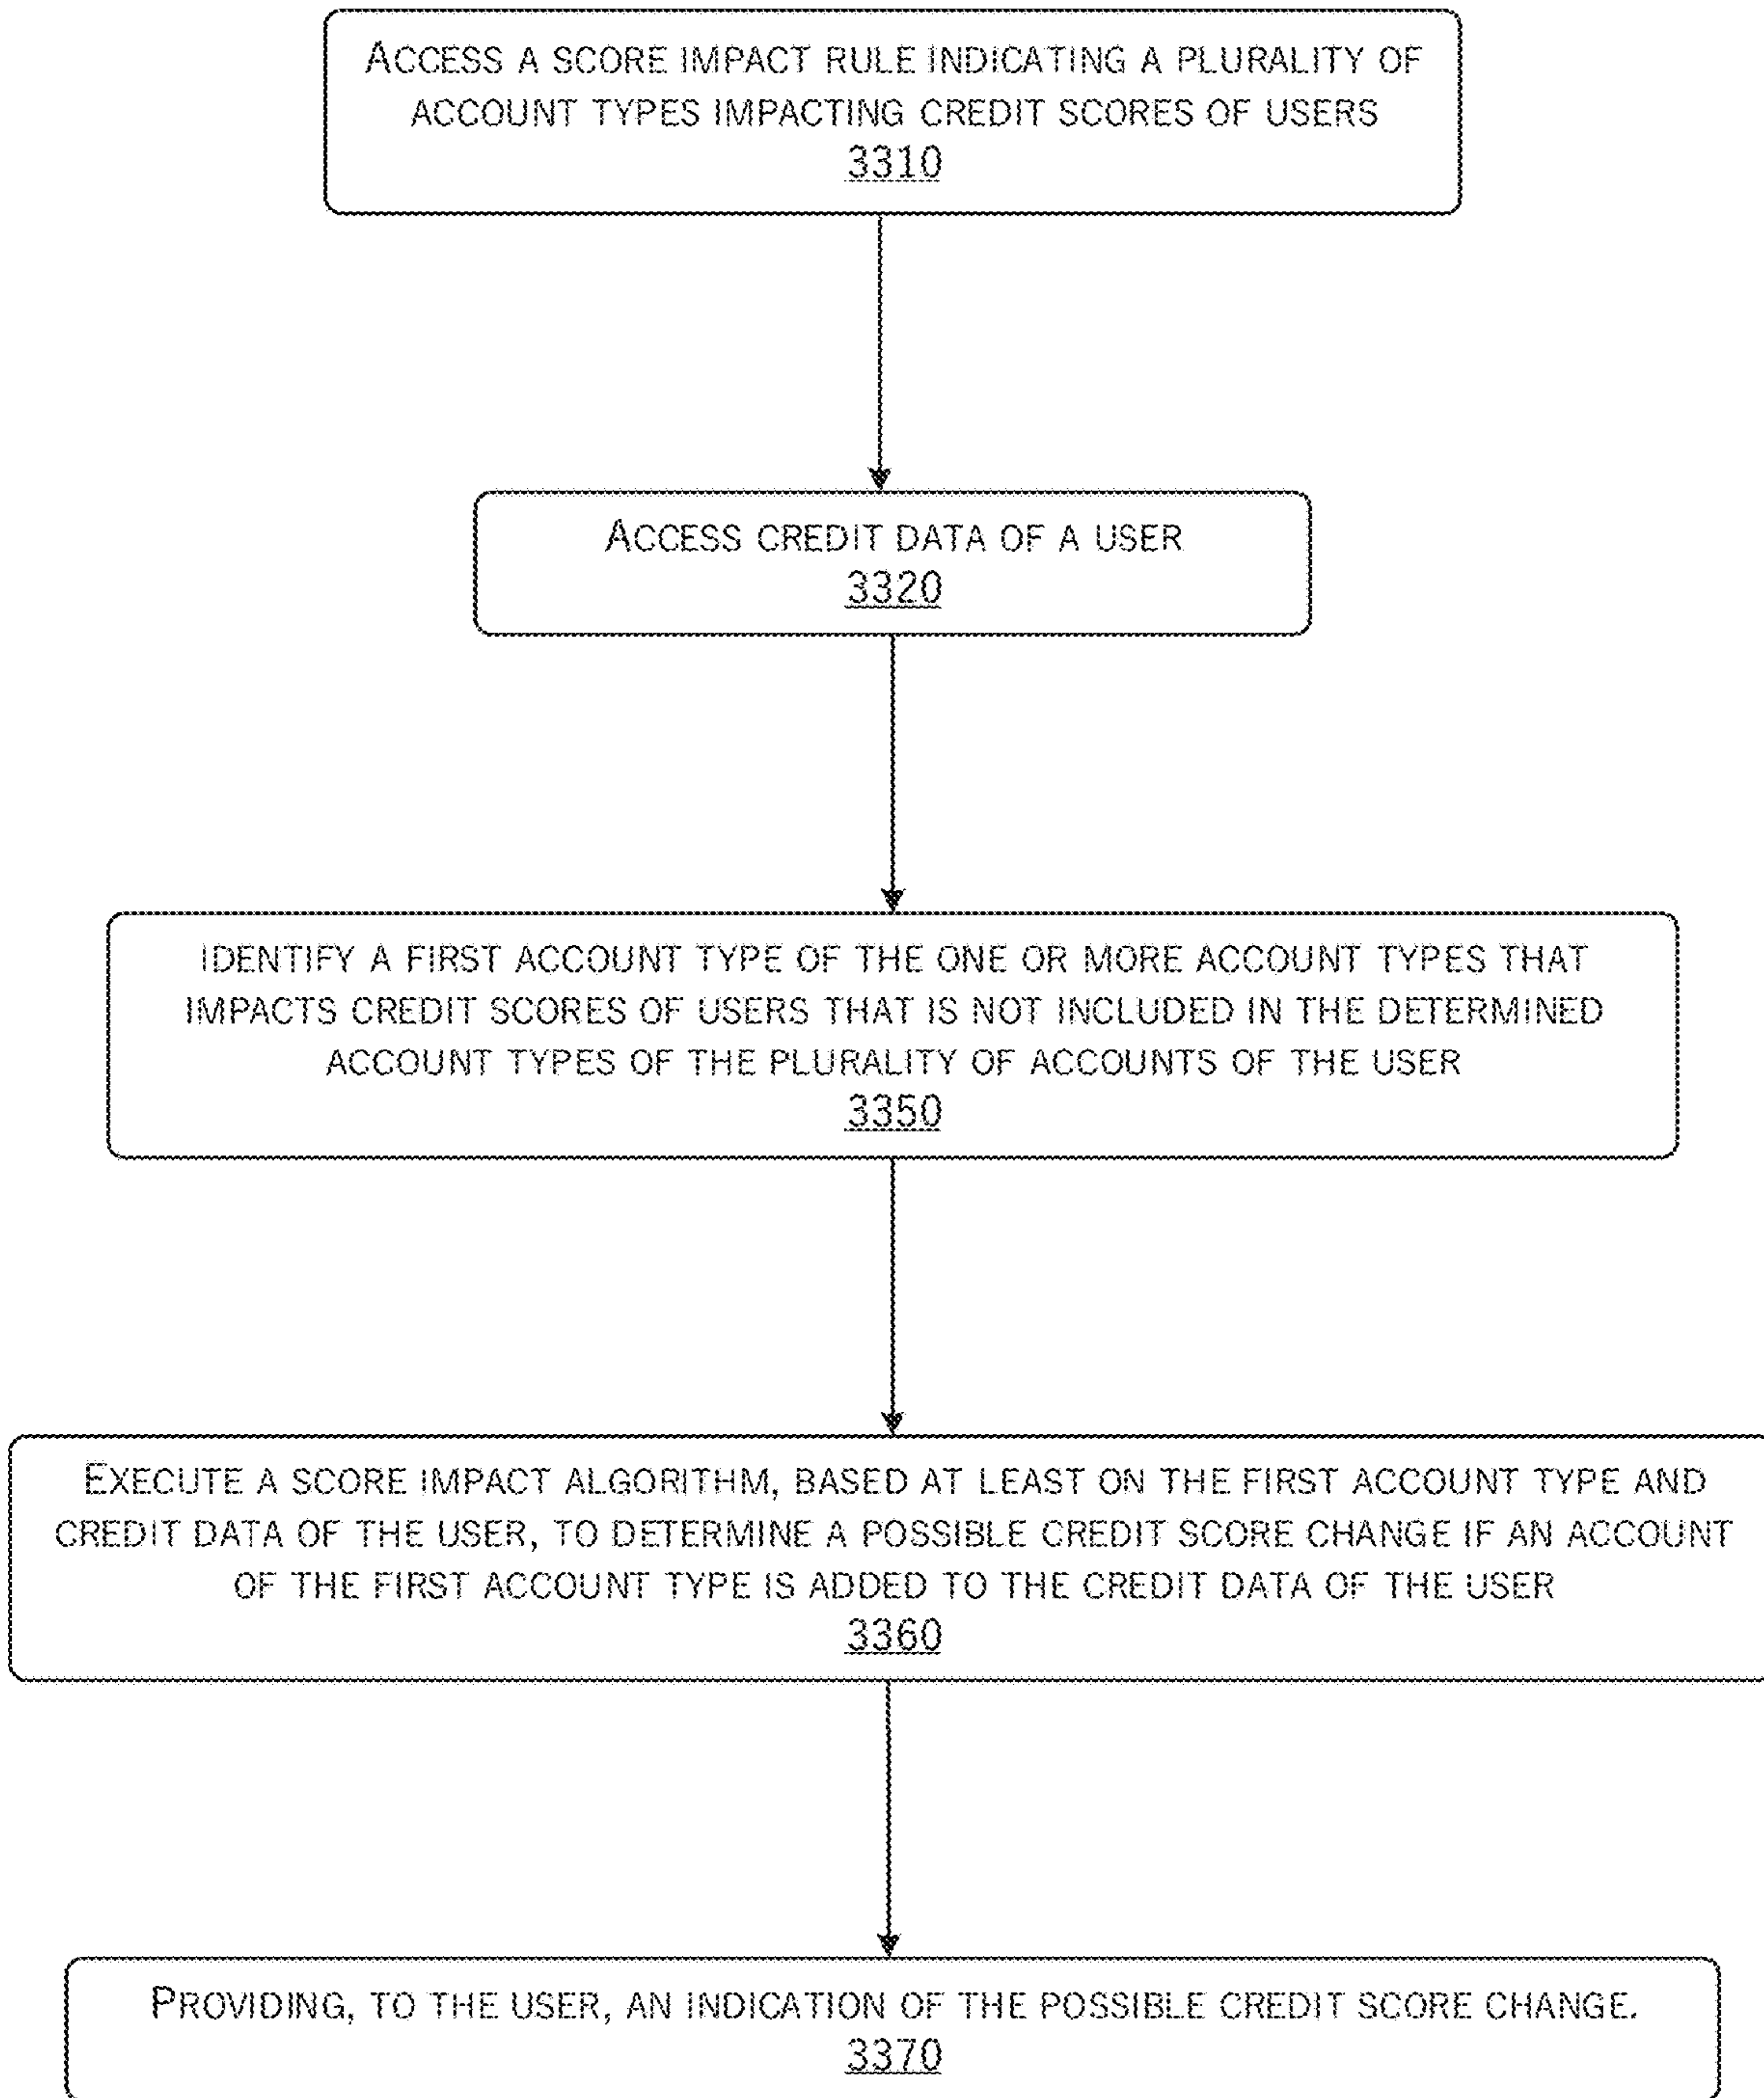 ACCESS A SCORE IMPACT RULE INDICATING A PLURALITY OF
ACCOUNT TYPES IMPACTING CREDIT SCORES OF USERS
3310
ACCESS CREDIT DATA OF A USER
3320
IDENTIFY A FIRST ACCOUNT TYPE OF THE ONE OR MORE ACCOUNT TYPES THAT
IMPACTS CREDIT SCORES OF USERS THAT IS NOT INCLUDED IN THE DETERMINED
ACCOUNT TYPES OF THE PLURALITY OF ACCOUNTS OF THE USER
3350
EXECUTE A SCORE IMPACT ALGORITHM, BASED AT LEAST ON THE FIRST ACCOUNT TYPE AND
CREDIT DATA OF THE USER, TO DETERMINE A POSSIBLE CREDIT SCORE CHANGE IF AN ACCOUNT
OF THE FIRST ACCOUNT TYPE IS ADDED TO THE CREDIT DATA OF THE USER
3360
PROVIDING, TO THE USER, AN INDICATION OF THE POSSIBLE CREDIT SCORE CHANGE.
3370